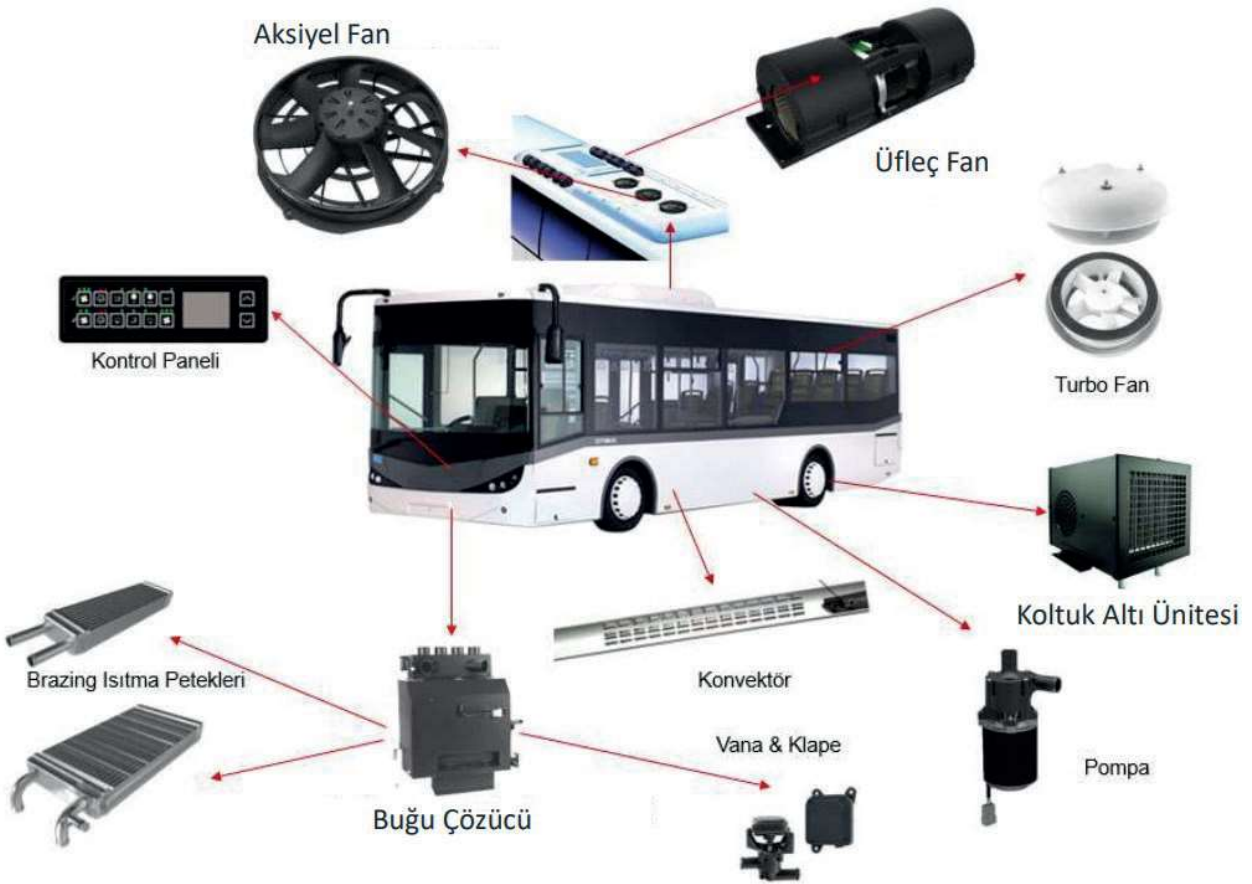 Aksiyel Fan
Üfleç Fan
Kontrol Paneli
Turbo Fan
Koltuk Altı Ünitesi
Brazing Isıtma Petekleri
Konvektör
Vana & Klape
Pompa
Buğu Çözücü